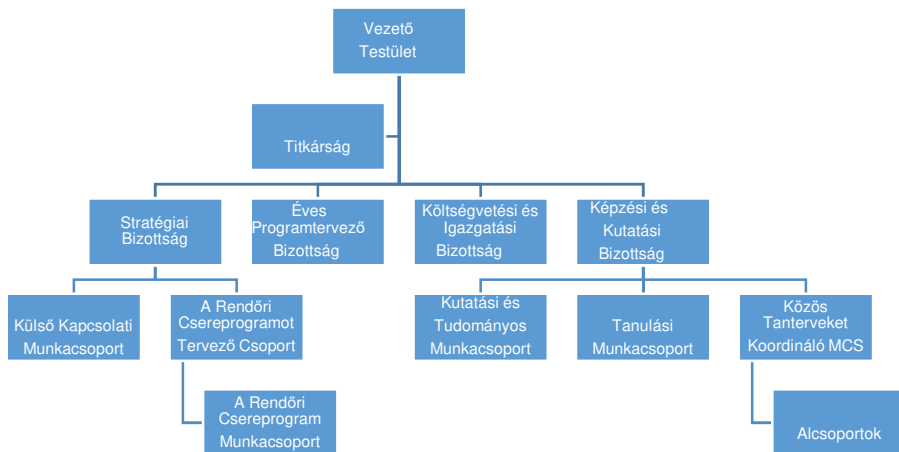 Vezető
Testület
Titkárság
Stratégiai
Bizottság
Éves
Programtervező
Bizottság
Költségvetési és
Igazgatási
Bizottság
Képzési és
Kutatási
Bizottság
Külső Kapcsolati
Munkacsoport
A Rendőri
Csereprogramot
Tervező Csoport
Kutatási és
Tudományos
Munkacsoport
Tanulási
Munkacsoport
Közös
Tanterveket
Koordináló MCS
A Rendőri
Csereprogram
Munkacsoport
Alcsoportok